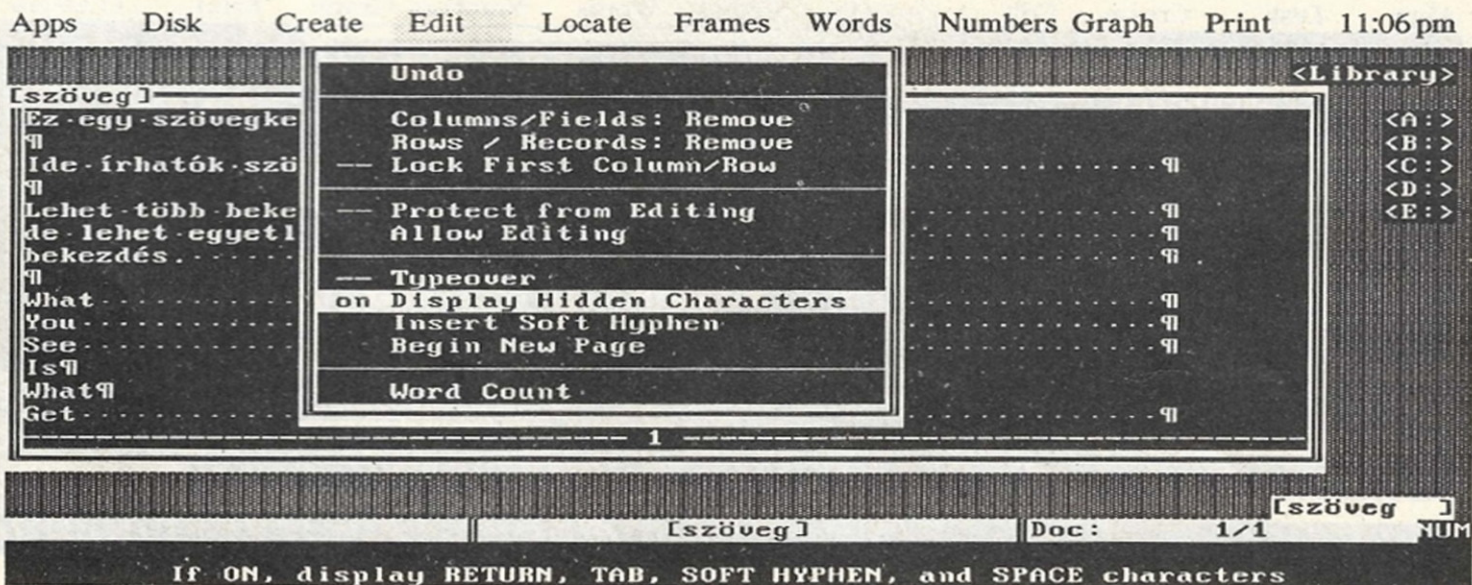 Apps Disk Create Edit Locate Frames Words Numbers Graph Print 11:06 pm
Undo
<Library>
[szöveg]
Ez·egy·szövegke
Columns/Fields: Remove
<A:>
¶
Rows / Records: Remove
<B:>
Ide·írhatók·szö
-- Lock First Column/Row
¶
<C:>
¶
<D:>
Lehet·több·beke
-- Protect from Editing
¶
<E:>
de·lehet·egyetl
Allow Editing
¶
bekezdés.
¶
¶
-- Typeover
What
on Display Hidden Characters
¶
You
Insert Soft Hyphen
¶
See
Begin New Page
¶
Is¶
What¶
Word Count
Get
¶
1
[szöveg ]
[szöveg] Doc: 1/1 NUM
If ON, display RETURN, TAB, SOFT HYPHEN, and SPACE characters